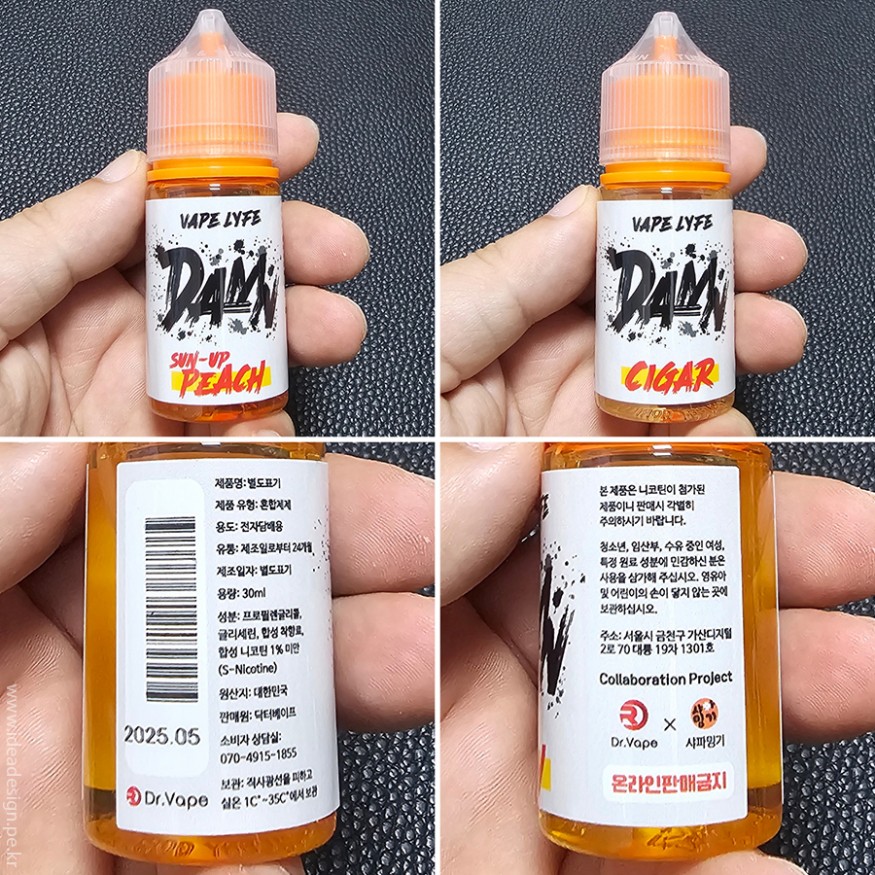 VAPE LYFE
DAMN
SUN-UP
PEACH
VAPE LYFE
DAMN
CIGAR
제품명: 별도표기
제품 유형: 혼합제제
용도: 전자담배용
유통: 제조일로부터 24개월
제조일자: 별도표기
용량: 30ml
성분: 프로필렌글리콜,
글리세린, 합성 착향료,
합성 니코틴 1% 미만
(S-Nicotine)
원산지: 대한민국
판매원: 닥터베이프
소비자 상담실:
070-4915-1855
보관: 직사광선을 피하고
실온 1C°~35C°에서 보관
2025.05
Dr.Vape
본 제품은 니코틴이 첨가된
제품이니 판매시 각별히
주의하시기 바랍니다.
청소년, 임산부, 수유 중인 여성,
특정 원료 성분에 민감하신 분은
사용을 삼가해 주십시오. 영유아
및 어린이의 손이 닿지 않는 곳에
보관하십시오.
주소: 서울시 금천구 가산디지털
2로 70 대륭 19차 1301호
Collaboration Project
Dr.Vape × 샤파밍기
온라인판매금지
www.ideadesign.pe.kr